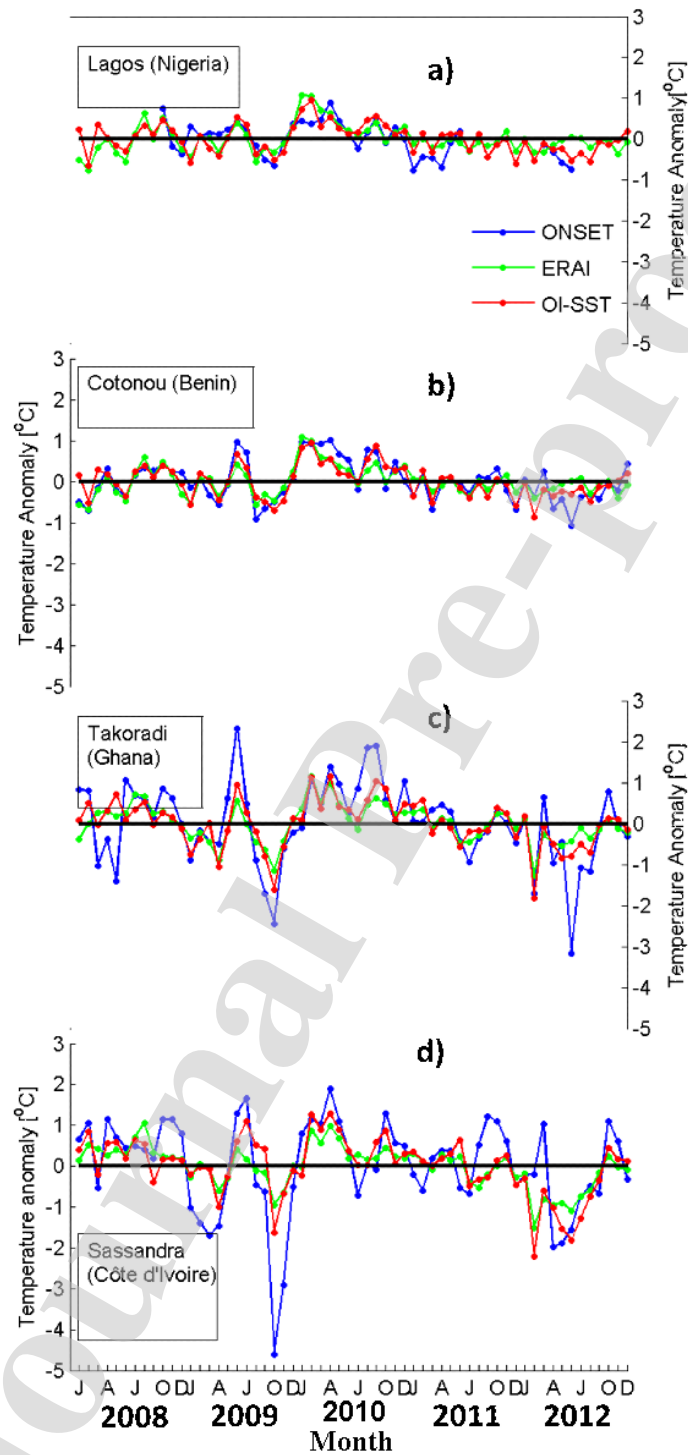 3
Lagos (Nigeria)
a)
2
1
0
-1
-2
-3
-4
-5
Temperature Anomaly[°C]
ONSET
ERAI
OI-SST
3
Cotonou (Benin)
b)
2
1
0
-1
-2
-3
-4
-5
Temperature Anomaly [°C]
3
Takoradi
(Ghana)
c)
2
1
0
-1
-2
-3
-4
-5
Temperature Anomaly [°C]
3
d)
2
1
0
-1
-2
-3
-4
-5
Temperature anomaly [°C]
Sassandra
(Côte d'Ivoire)
J A J O DJ A J O DJ A J O DJ A J O DJ A J O D
2008 2009 2010 2011 2012
Month
Journal Pre-pro